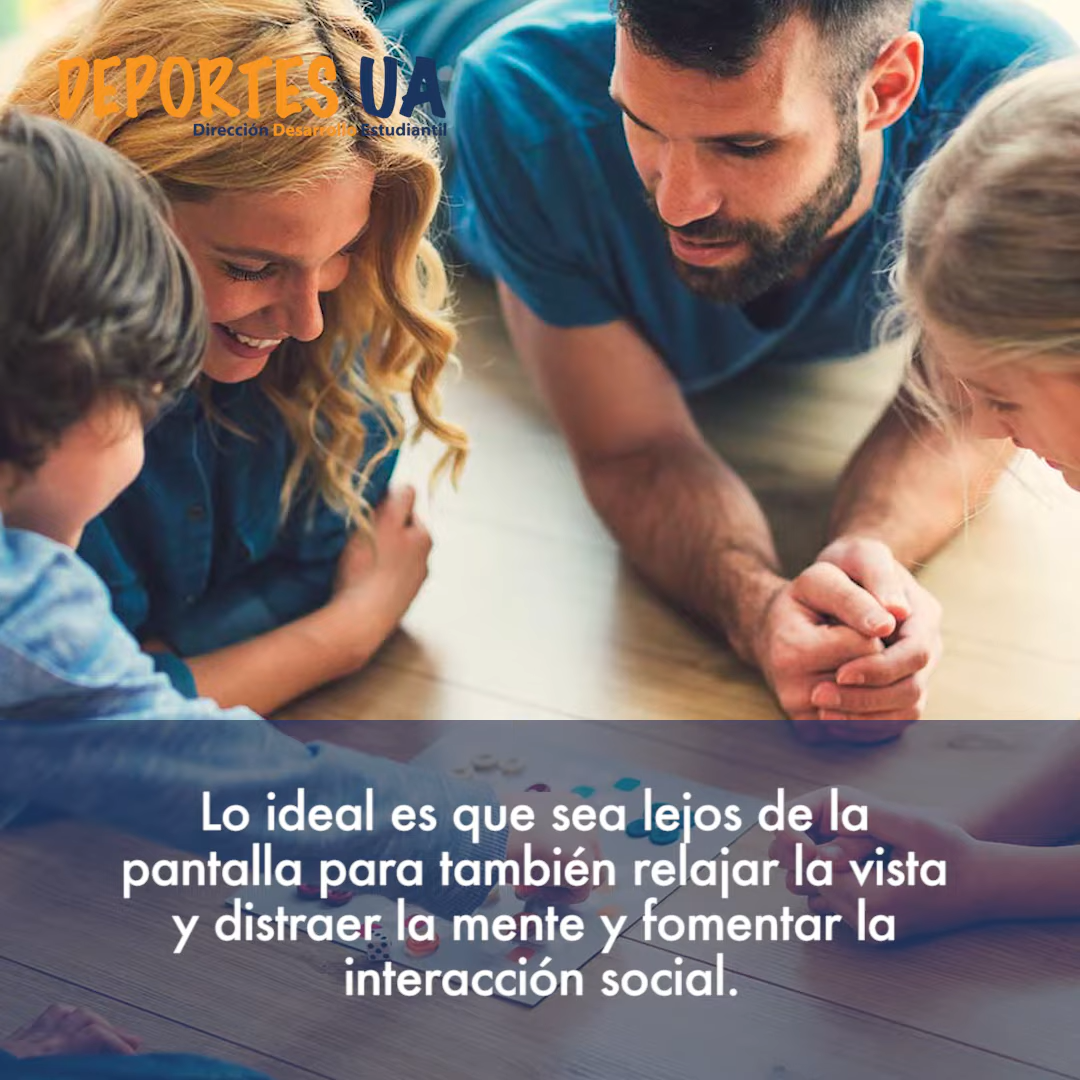 DEPORTES UA
Dirección Desarrollo Estudiantil
Lo ideal es que sea lejos de la
pantalla para también relajar la vista
y distraer la mente y fomentar la
interacción social.